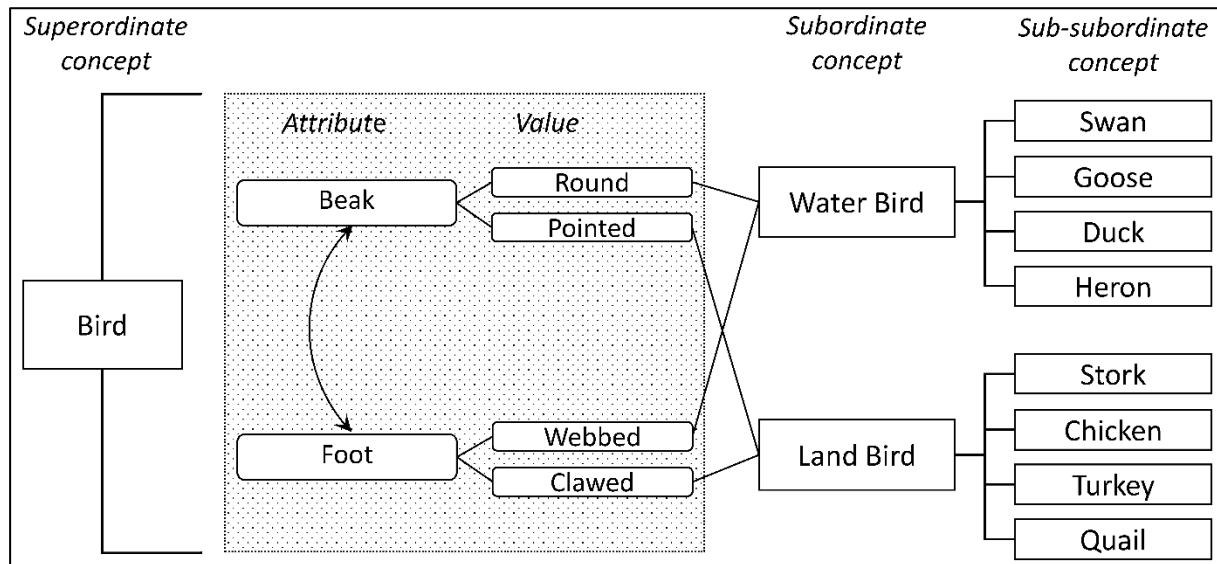 Superordinate
concept
Subordinate
concept
Sub-subordinate
concept
Attribute
Value
Bird
Beak
Round
Pointed
Foot
Webbed
Clawed
Water Bird
Land Bird
Swan
Goose
Duck
Heron
Stork
Chicken
Turkey
Quail